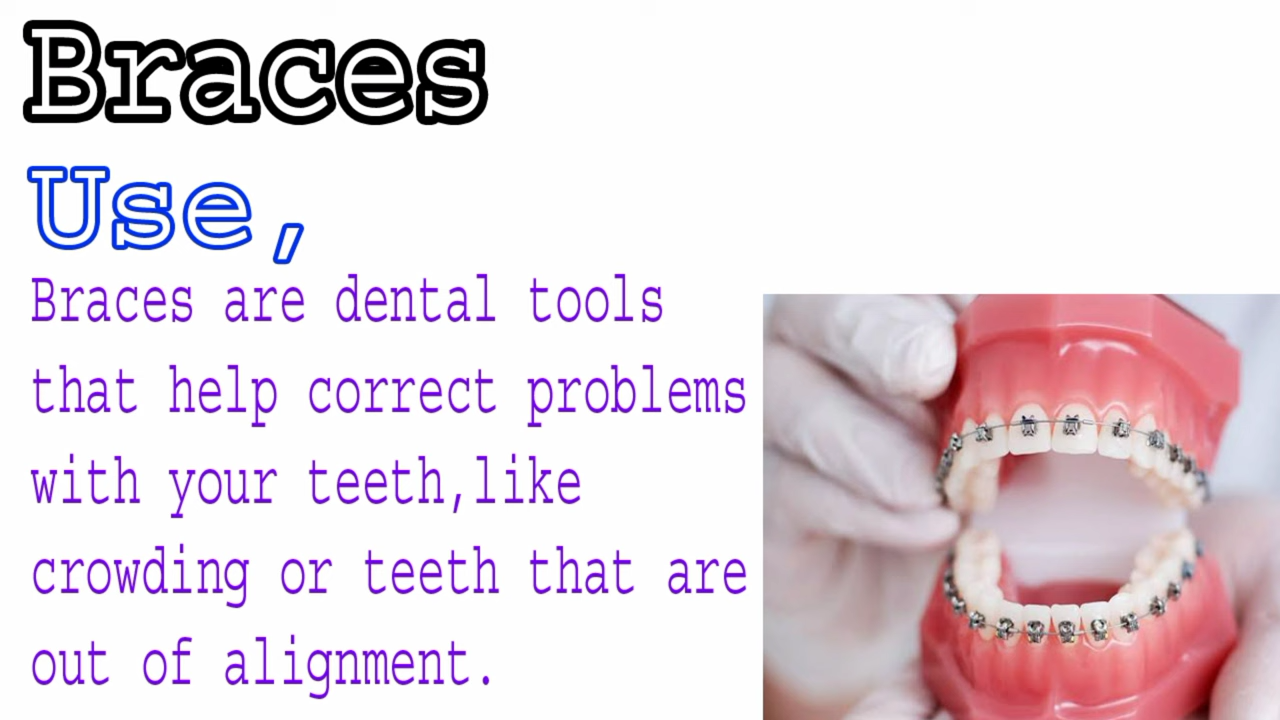 Braces
Use,
Braces are dental tools
that help correct problems
with your teeth,like
crowding or teeth that are
out of alignment.